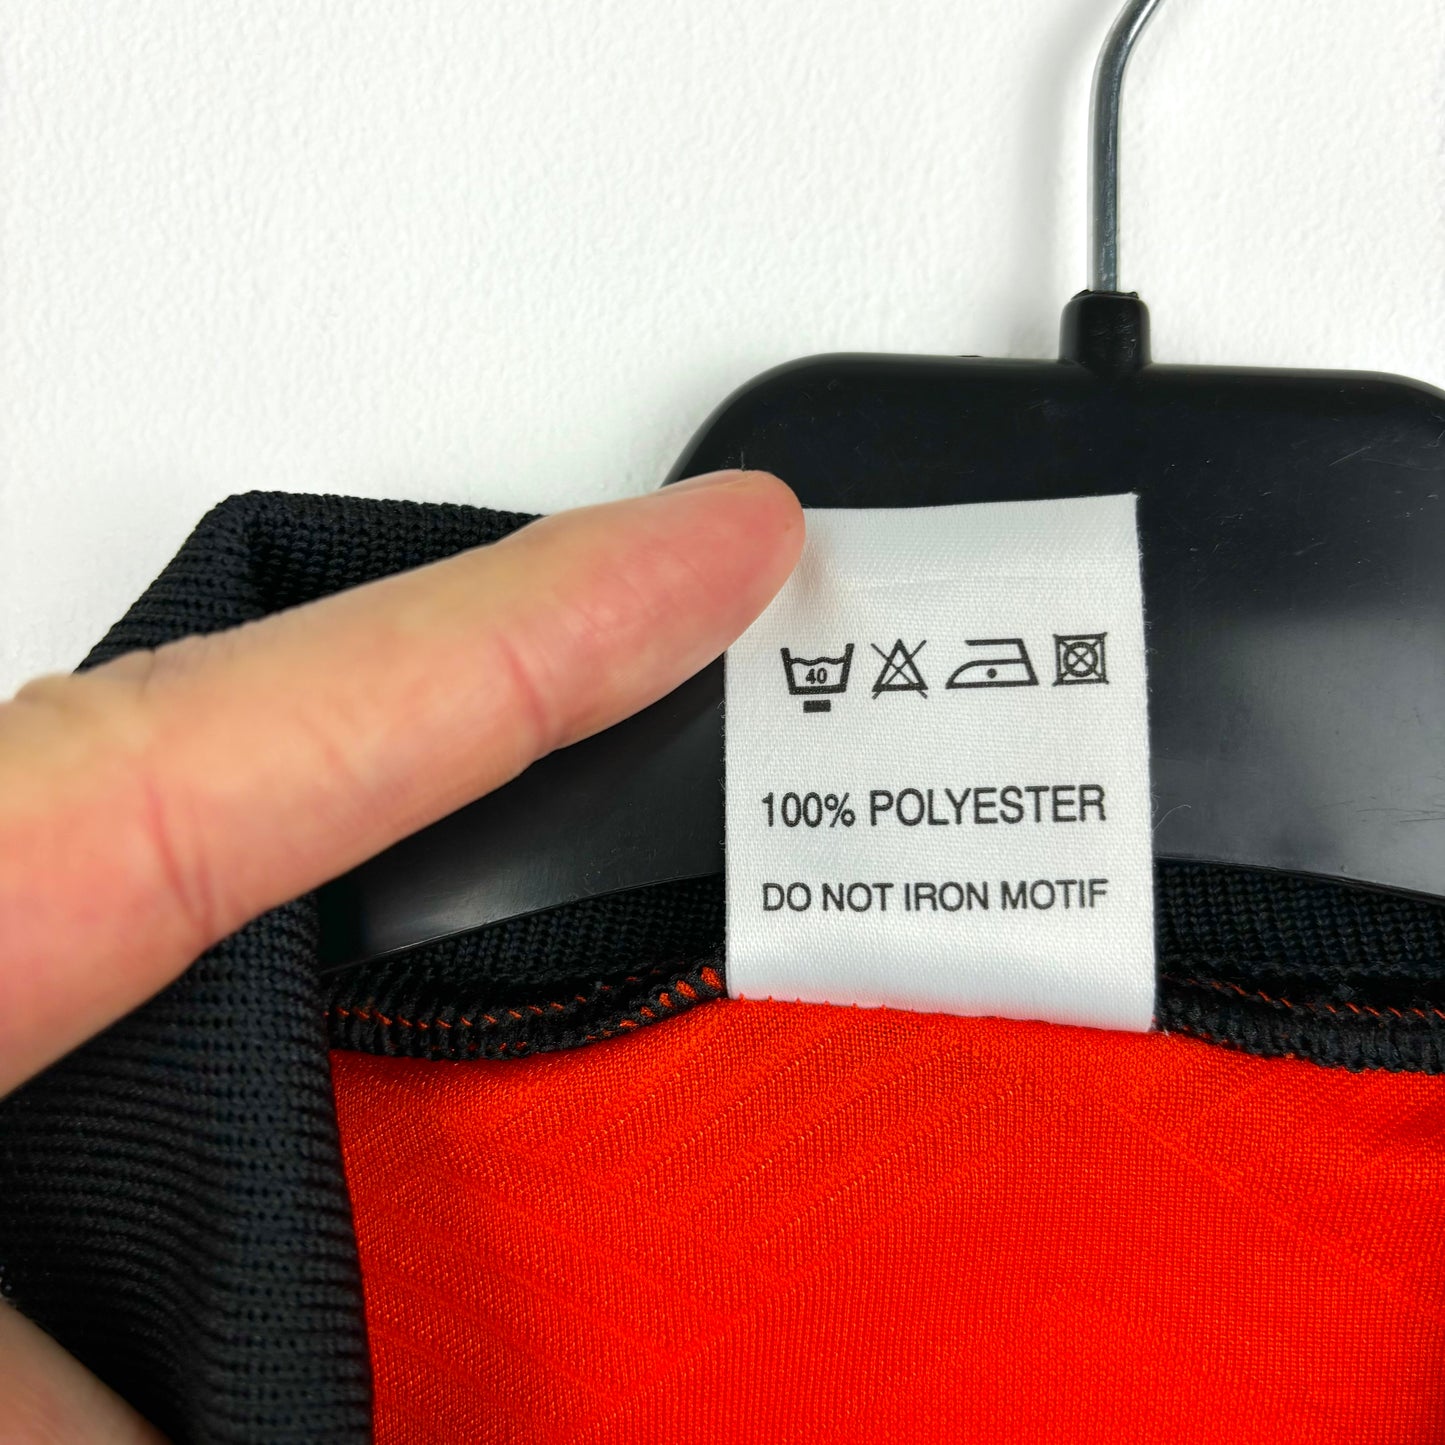 40
100% POLYESTER
DO NOT IRON MOTIF